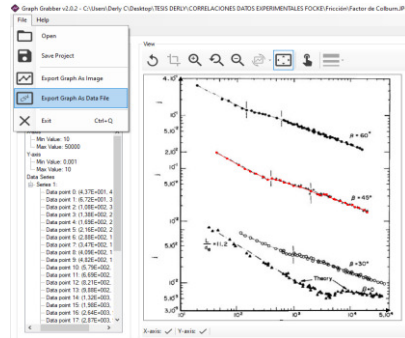 Graph Grabber v2.0.2 - C:\Users\Derly C\Desktop\TESIS DERLY\CORRELACIONES DATOS EXPERIMENTALES FOCKE\Fricción\Factor de Colburn.JP
File Help
Open
Save Project
Export Graph As Image
Export Graph As Data File
Exit Ctrl+Q
View
Min Value: 10
Max Value: 50000
Y-axis
Min Value: 0.001
Max Value: 10
Data Series
Series 1
Data point 0: (4,37E+001, 4
Data point 1: (6,72E+001, 3
Data point 2: (1,08E+002, 3
Data point 3: (1,38E+002, 2
Data point 4: (1,69E+002, 2
Data point 5: (2,16E+002, 2
Data point 6: (2,88E+002, 1
Data point 7: (3,47E+002, 1
Data point 8: (4,09E+002, 1
Data point 9: (4,82E+002, 1
Data point 10: (5,79E+002,
Data point 11: (6,69E+002,
Data point 12: (8,21E+002,
Data point 13: (9,88E+002,
Data point 14: (1,32E+003,
Data point 15: (1,98E+003,
Data point 16: (2,64E+003,
Data point 17: (2,87E+003,
β = 60°
β = 45°
β = 30°
= 11,2
Theory
X-axis: ✓ Y-axis: ✓